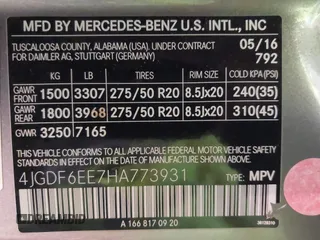 MFD BY MERCEDES-BENZ U.S. INTL., INC
TUSCALOOSA COUNTY, ALABAMA (USA), UNDER CONTRACT 05/16
FOR DAIMLER AG, STUTTGART (GERMANY) 792
KG LB TIRE SIZE RIM SIZE COLD KPA(PSI)
GAWR FRONT 1500 3307 275/50 R20 8.5Jx20 240(35)
GAWR REAR 1800 3968 275/50 R20 8.5Jx20 310(45)
GVWR 3250 7165
THIS VEHICLE CONFORMS TO ALL APPLICABLE
FEDERAL MOTOR VEHICLE SAFETY STANDARDS
IN EFFECT ON THE DATE OF MANUFACTURE
SHOWN ABOVE.
4JGDF6EE7HA773931 TYPE: MPV
A 166 817 09 20